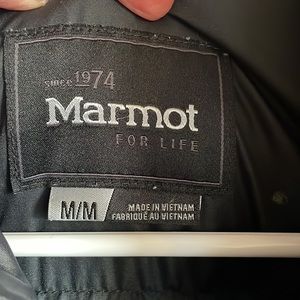 since 1974
Marmot
FOR LIFE
M/M
MADE IN VIETNAM
FABRIQUÉ AU VIETNAM